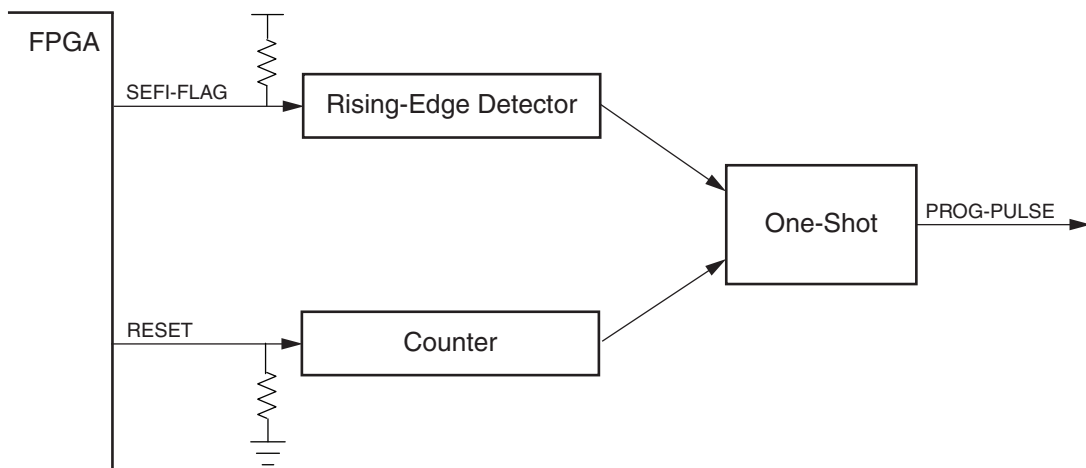 FPGA
SEFI-FLAG
Rising-Edge Detector
One-Shot
PROG-PULSE
RESET
Counter